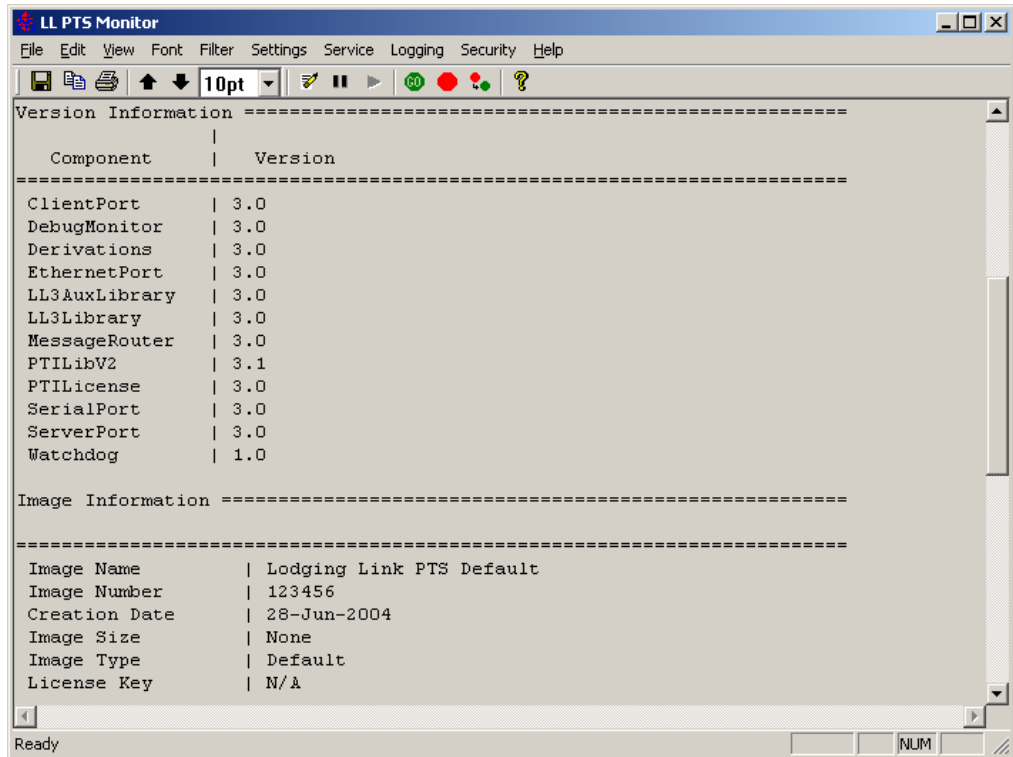 LL PTS Monitor
File Edit View Font Filter Settings Service Logging Security Help
10pt GO ?
Version Information =====================================================
|
Component | Version
=========================================================================
ClientPort | 3.0
DebugMonitor | 3.0
Derivations | 3.0
EthernetPort | 3.0
LL3AuxLibrary | 3.0
LL3Library | 3.0
MessageRouter | 3.0
PTILibV2 | 3.1
PTILicense | 3.0
SerialPort | 3.0
ServerPort | 3.0
Watchdog | 1.0
Image Information =======================================================
=========================================================================
Image Name | Lodging Link PTS Default
Image Number | 123456
Creation Date | 28-Jun-2004
Image Size | None
Image Type | Default
License Key | N/A
Ready NUM